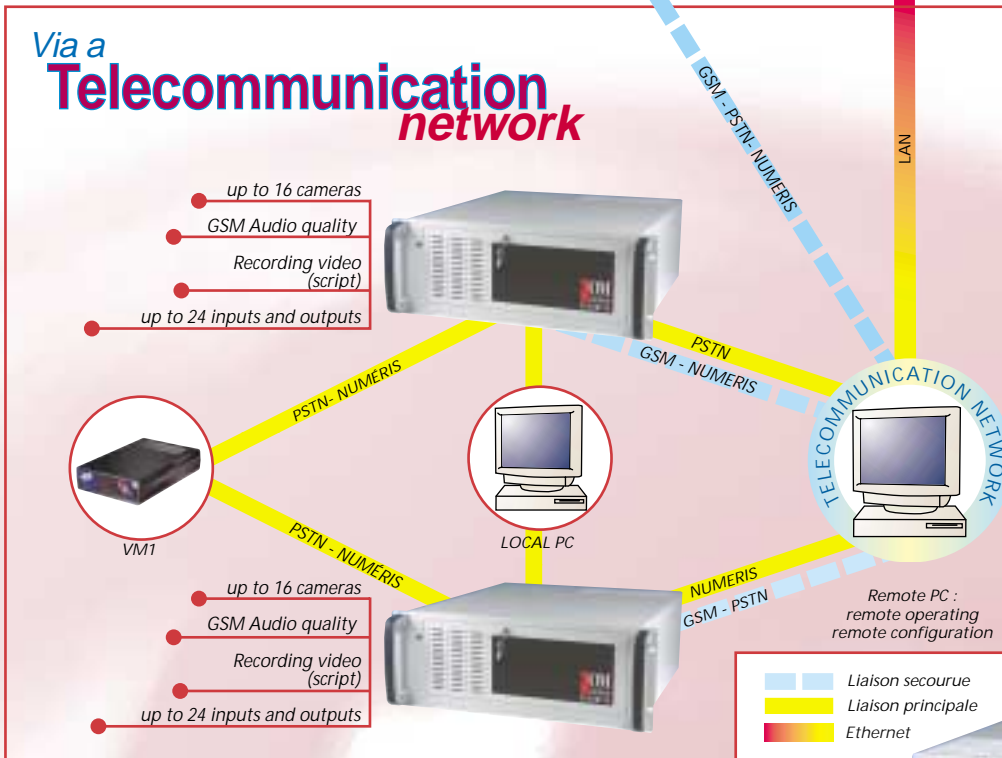 Via a
Telecommunication
network
GSM - PSTN- NUMERIS
LAN
up to 16 cameras
GSM Audio quality
Recording video
(script)
up to 24 inputs and outputs
PSTN
GSM - NUMERIS
PSTN- NUMÉRIS
TELECOMMUNICATION NETWORK
VM1
LOCAL PC
PSTN - NUMÉRIS
NUMERIS
GSM - PSTN
up to 16 cameras
GSM Audio quality
Recording video
(script)
up to 24 inputs and outputs
Remote PC :
remote operating
remote configuration
Liaison secourue
Liaison principale
Ethernet